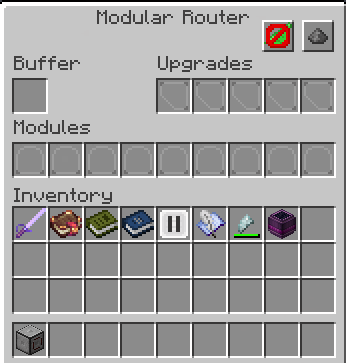 Modular Router
Buffer
Upgrades
Modules
Inventory